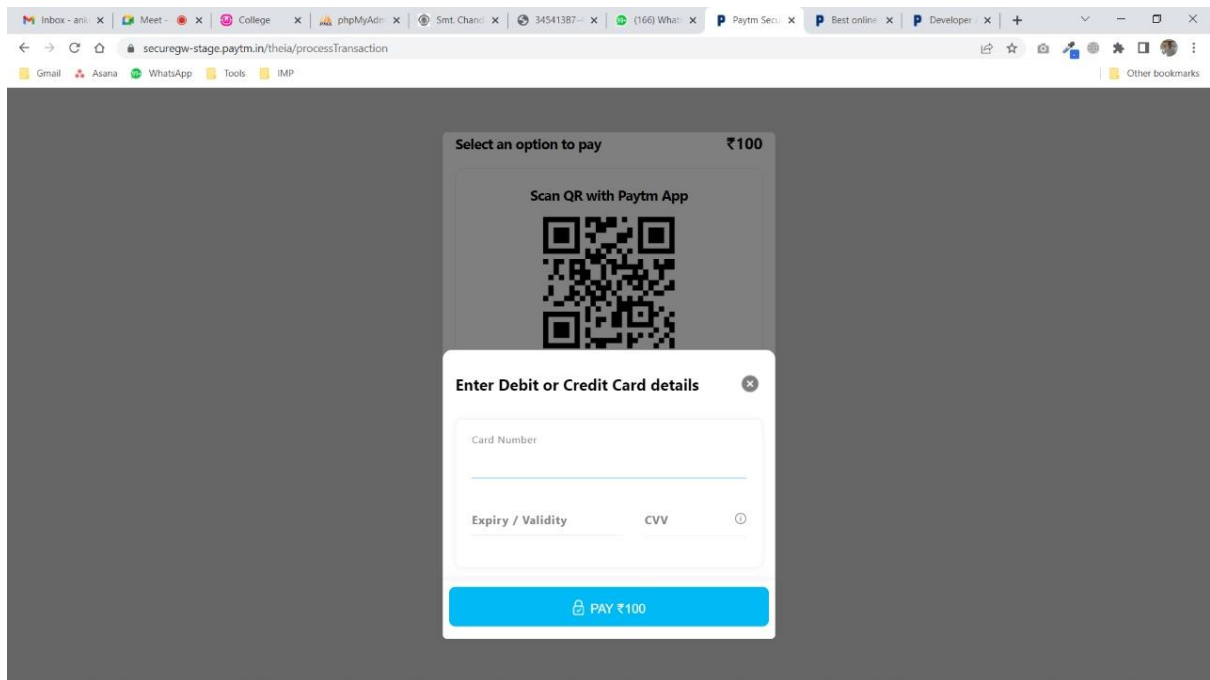 Inbox - anki
Meet -
College
phpMyAdm
Smt. Chand
34541387-
(166) What
Paytm Secu
Best online
Developer
securegw-stage.paytm.in/theia/processTransaction
Gmail
Asana
WhatsApp
Tools
IMP
Other bookmarks
Select an option to pay ₹100
Scan QR with Paytm App
Enter Debit or Credit Card details
Card Number
Expiry / Validity CVV
PAY ₹100